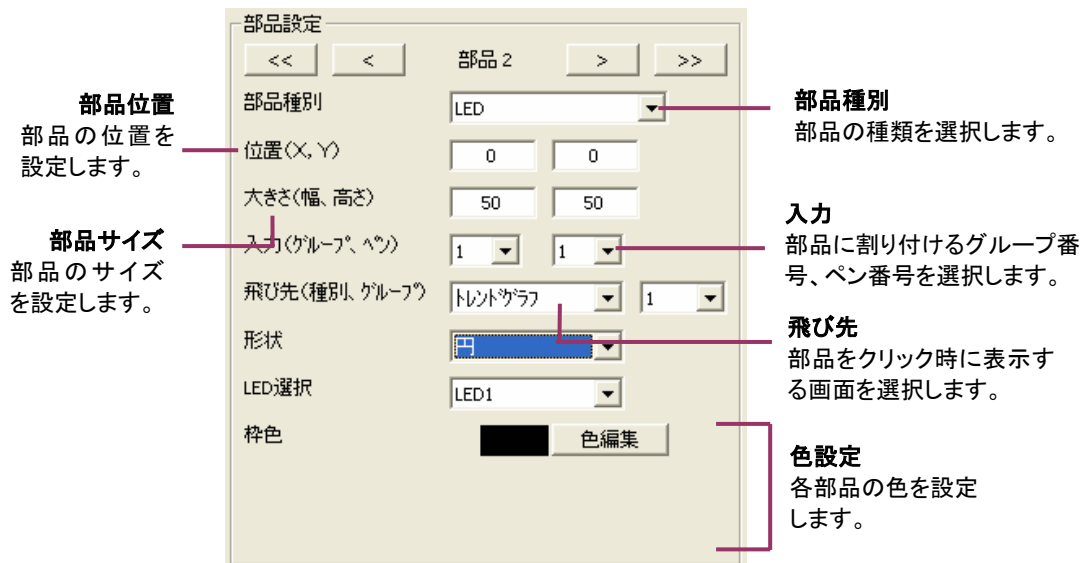 部品設定
<< < 部品 2 > >>
部品種別 LED
位置(X, Y) 0 0
大きさ(幅、高さ) 50 50
入力(ｸﾞﾙｰﾌﾟ、ﾍﾟﾝ) 1 1
飛び先(種別、ｸﾞﾙｰﾌﾟ) ﾄﾚﾝﾄﾞｸﾞﾗﾌ 1
形状 円
LED選択 LED1
枠色 色編集
部品位置
部品の位置を
設定します。
部品サイズ
部品のサイズ
を設定します。
部品種別
部品の種類を選択します。
入力
部品に割り付けるグループ番
号、ペン番号を選択します。
飛び先
部品をクリック時に表示す
る画面を選択します。
色設定
各部品の色を設定
します。